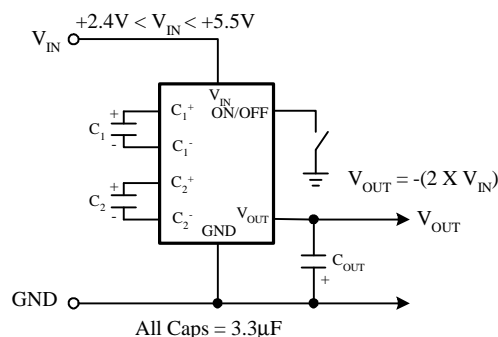 +2.4V < V_IN < +5.5V
V_IN
V_IN
C_1^+
ON/OFF
+
C_1
-
C_1^-
+
C_2^+
C_2
-
C_2^-
V_OUT = -(2 X V_IN)
V_OUT
V_OUT
GND
C_OUT
+
GND
All Caps = 3.3µF